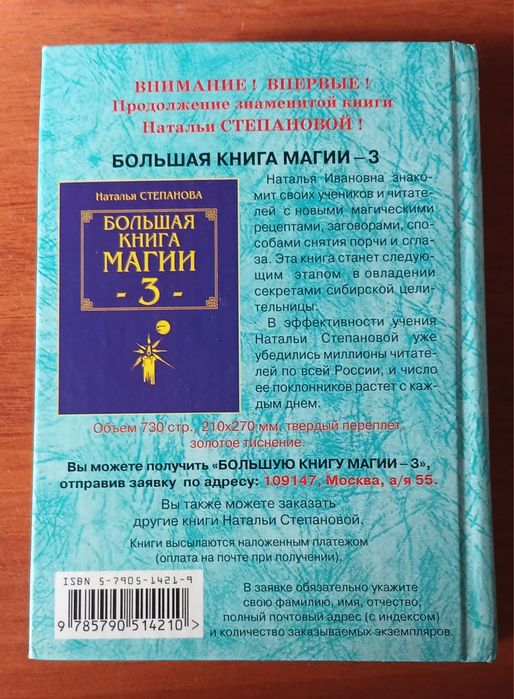 ВНИМАНИЕ! ВПЕРВЫЕ!
Продолжение знаменитой книги
Натальи СТЕПАНОВОЙ!
БОЛЬШАЯ КНИГА МАГИИ – 3
Наталья СТЕПАНОВА
БОЛЬШАЯ
КНИГА
МАГИИ
- 3 -
Наталья Ивановна знако-
мит своих учеников и читате-
лей с новыми магическими
рецептами, заговорами, спо-
собами снятия порчи и сгла-
за. Эта книга станет следую-
щим этапом в овладении
секретами сибирской цели-
тельницы.
В эффективности учения
Натальи Степановой уже
убедились миллионы читате-
лей по всей России, и число
ее поклонников растет с каж-
дым днем.
Объем 730 стр., 210х270 мм, твердый переплет,
золотое тиснение.
Вы можете получить «БОЛЬШУЮ КНИГУ МАГИИ – 3»,
отправив заявку по адресу: 109147, Москва, а/я 55.
Вы также можете заказать
другие книги Натальи Степановой.
Книги высылаются наложенным платежом
(оплата на почте при получении).
ISBN 5-7905-1421-9
9 785790 514210 >
В заявке обязательно укажите
свою фамилию, имя, отчество,
полный почтовый адрес (с индексом)
и количество заказываемых экземпляров.